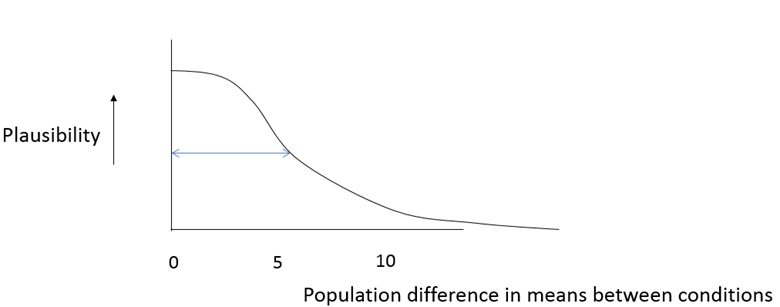 Plausibility
0 5 10
Population difference in means between conditions